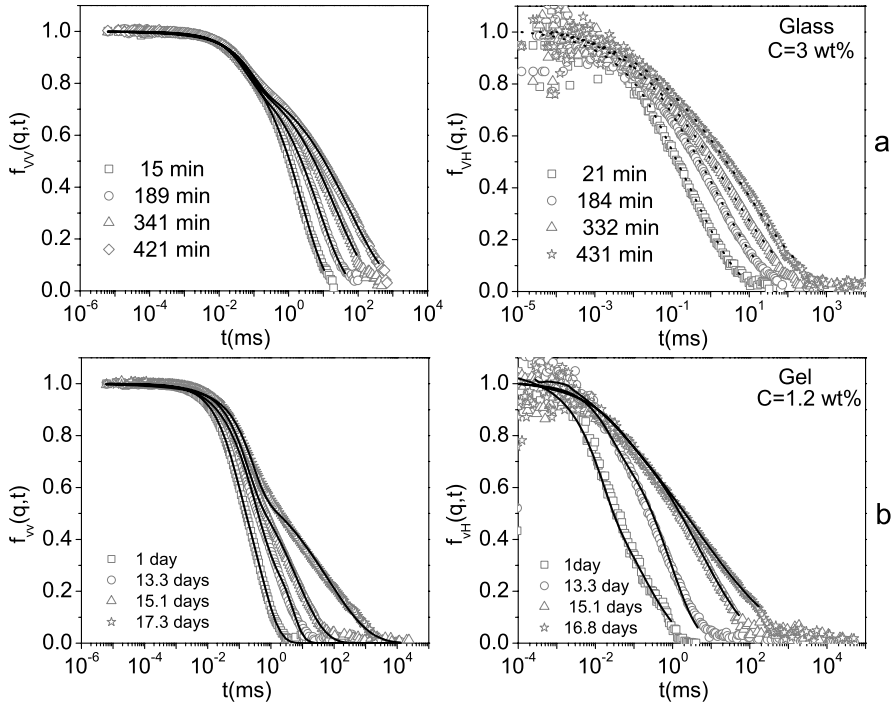 1.0
0.8
0.6
0.4
0.2
0.0
f_VV(q,t)
15 min
189 min
341 min
421 min
10^-6 10^-4 10^-2 10^0 10^2 10^4
t(ms)
1.0
0.8
0.6
0.4
0.2
0.0
f_VH(q,t)
Glass
C=3 wt%
21 min
184 min
332 min
431 min
10^-5 10^-3 10^-1 10^1 10^3
t(ms)
a
1.0
0.8
0.6
0.4
0.2
0.0
f_VV(q,t)
1 day
13.3 days
15.1 days
17.3 days
10^-6 10^-4 10^-2 10^0 10^2 10^4
t(ms)
1.0
0.8
0.6
0.4
0.2
0.0
f_VH(q,t)
Gel
C=1.2 wt%
1day
13.3 day
15.1 days
16.8 days
10^-4 10^-2 10^0 10^2 10^4
t(ms)
b